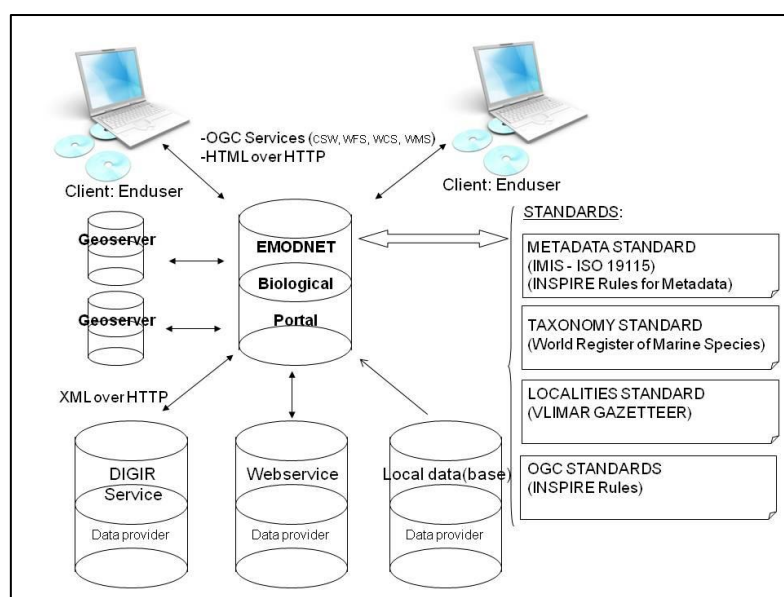 -OGC Services (CSW, WFS, WCS, WMS)
-HTML over HTTP
Client: Enduser
Client: Enduser
Geoserver
Geoserver
EMODNET
Biological
Portal
STANDARDS:
METADATA STANDARD
(IMIS - ISO 19115)
(INSPIRE Rules for Metadata)
TAXONOMY STANDARD
(World Register of Marine Species)
LOCALITIES STANDARD
(VLIMAR GAZETTEER)
OGC STANDARDS
(INSPIRE Rules)
XML over HTTP
DIGIR
Service
Data provider
Webservice
Data provider
Local data(base)
Data provider